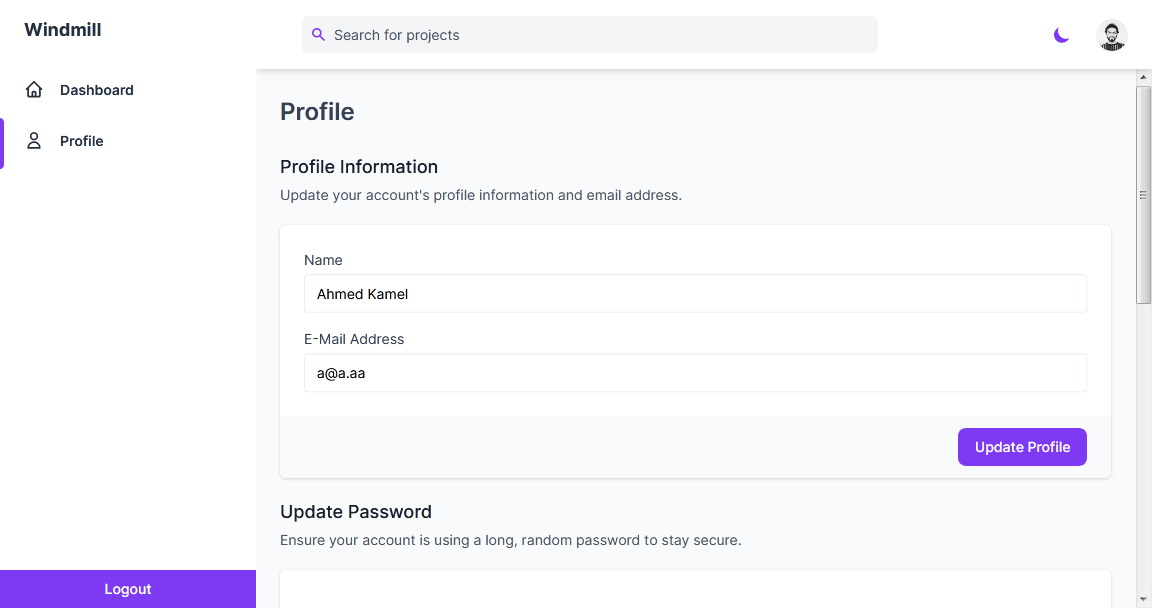 Windmill
Search for projects
Dashboard
Profile
Profile
Profile Information
Update your account's profile information and email address.
Name
Ahmed Kamel
E-Mail Address
a@a.aa
Update Profile
Update Password
Ensure your account is using a long, random password to stay secure.
Logout